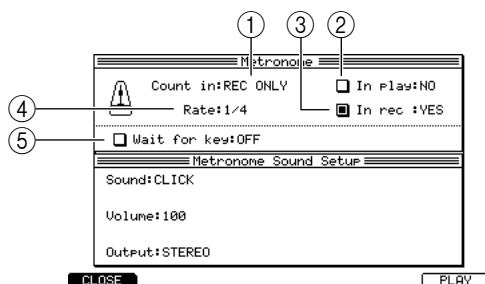 ① ③ ②
Metronome
Count in:REC ONLY In play:NO
④ Rate:1/4 In rec :YES
⑤ Wait for key:OFF
Metronome Sound Setup
Sound:CLICK
Volume:100
Output:STEREO
CLOSE PLAY